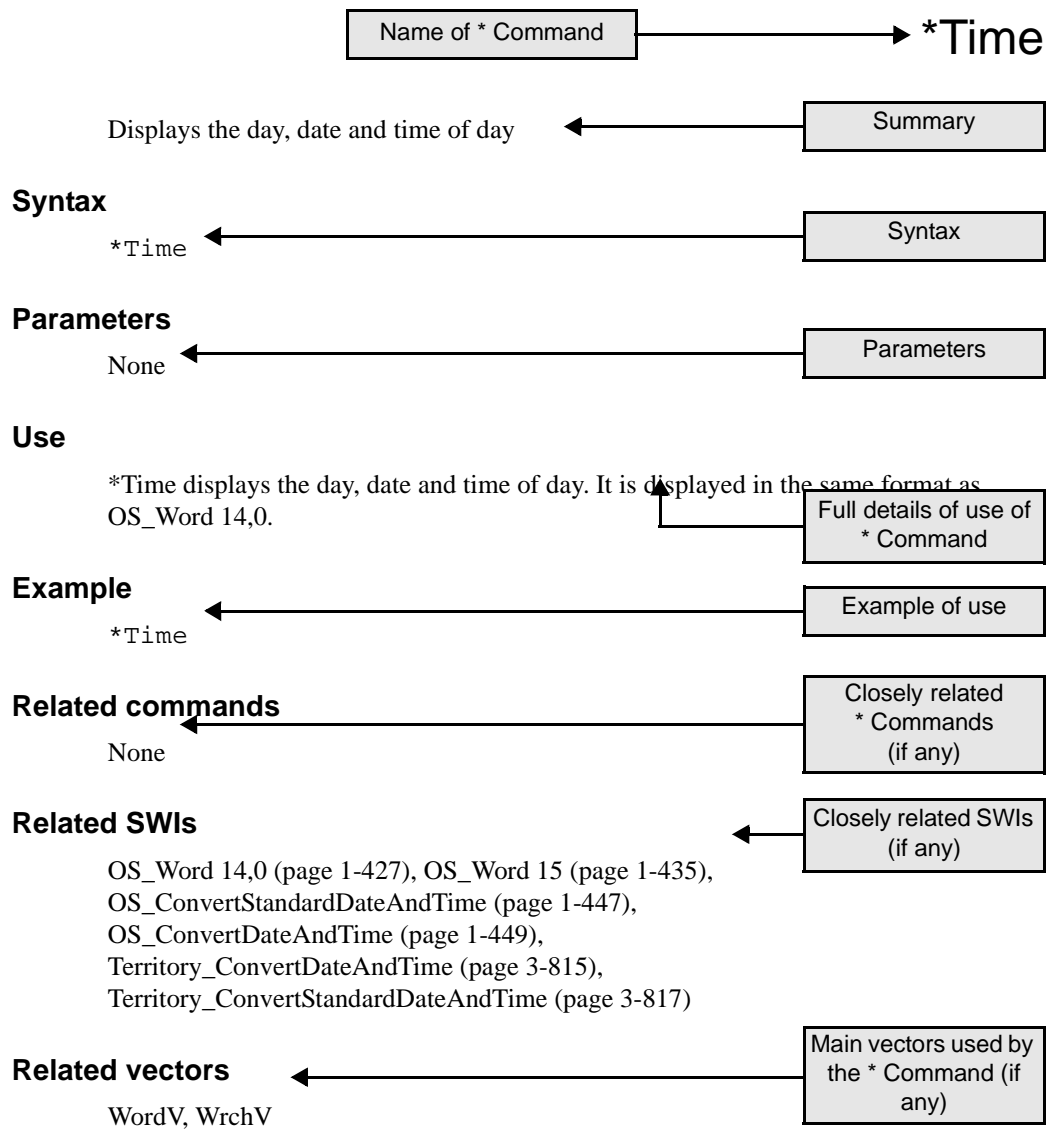 Name of * Command
*Time
Displays the day, date and time of day
Summary
Syntax
*Time
Syntax
Parameters
None
Parameters
Use
*Time displays the day, date and time of day. It is displayed in the same format as
OS_Word 14,0.
Full details of use of
* Command
Example
*Time
Example of use
Related commands
None
Closely related
* Commands
(if any)
Related SWIs
Closely related SWIs
(if any)
OS_Word 14,0 (page 1-427), OS_Word 15 (page 1-435),
OS_ConvertStandardDateAndTime (page 1-447),
OS_ConvertDateAndTime (page 1-449),
Territory_ConvertDateAndTime (page 3-815),
Territory_ConvertStandardDateAndTime (page 3-817)
Related vectors
WordV, WrchV
Main vectors used by
the * Command (if
any)